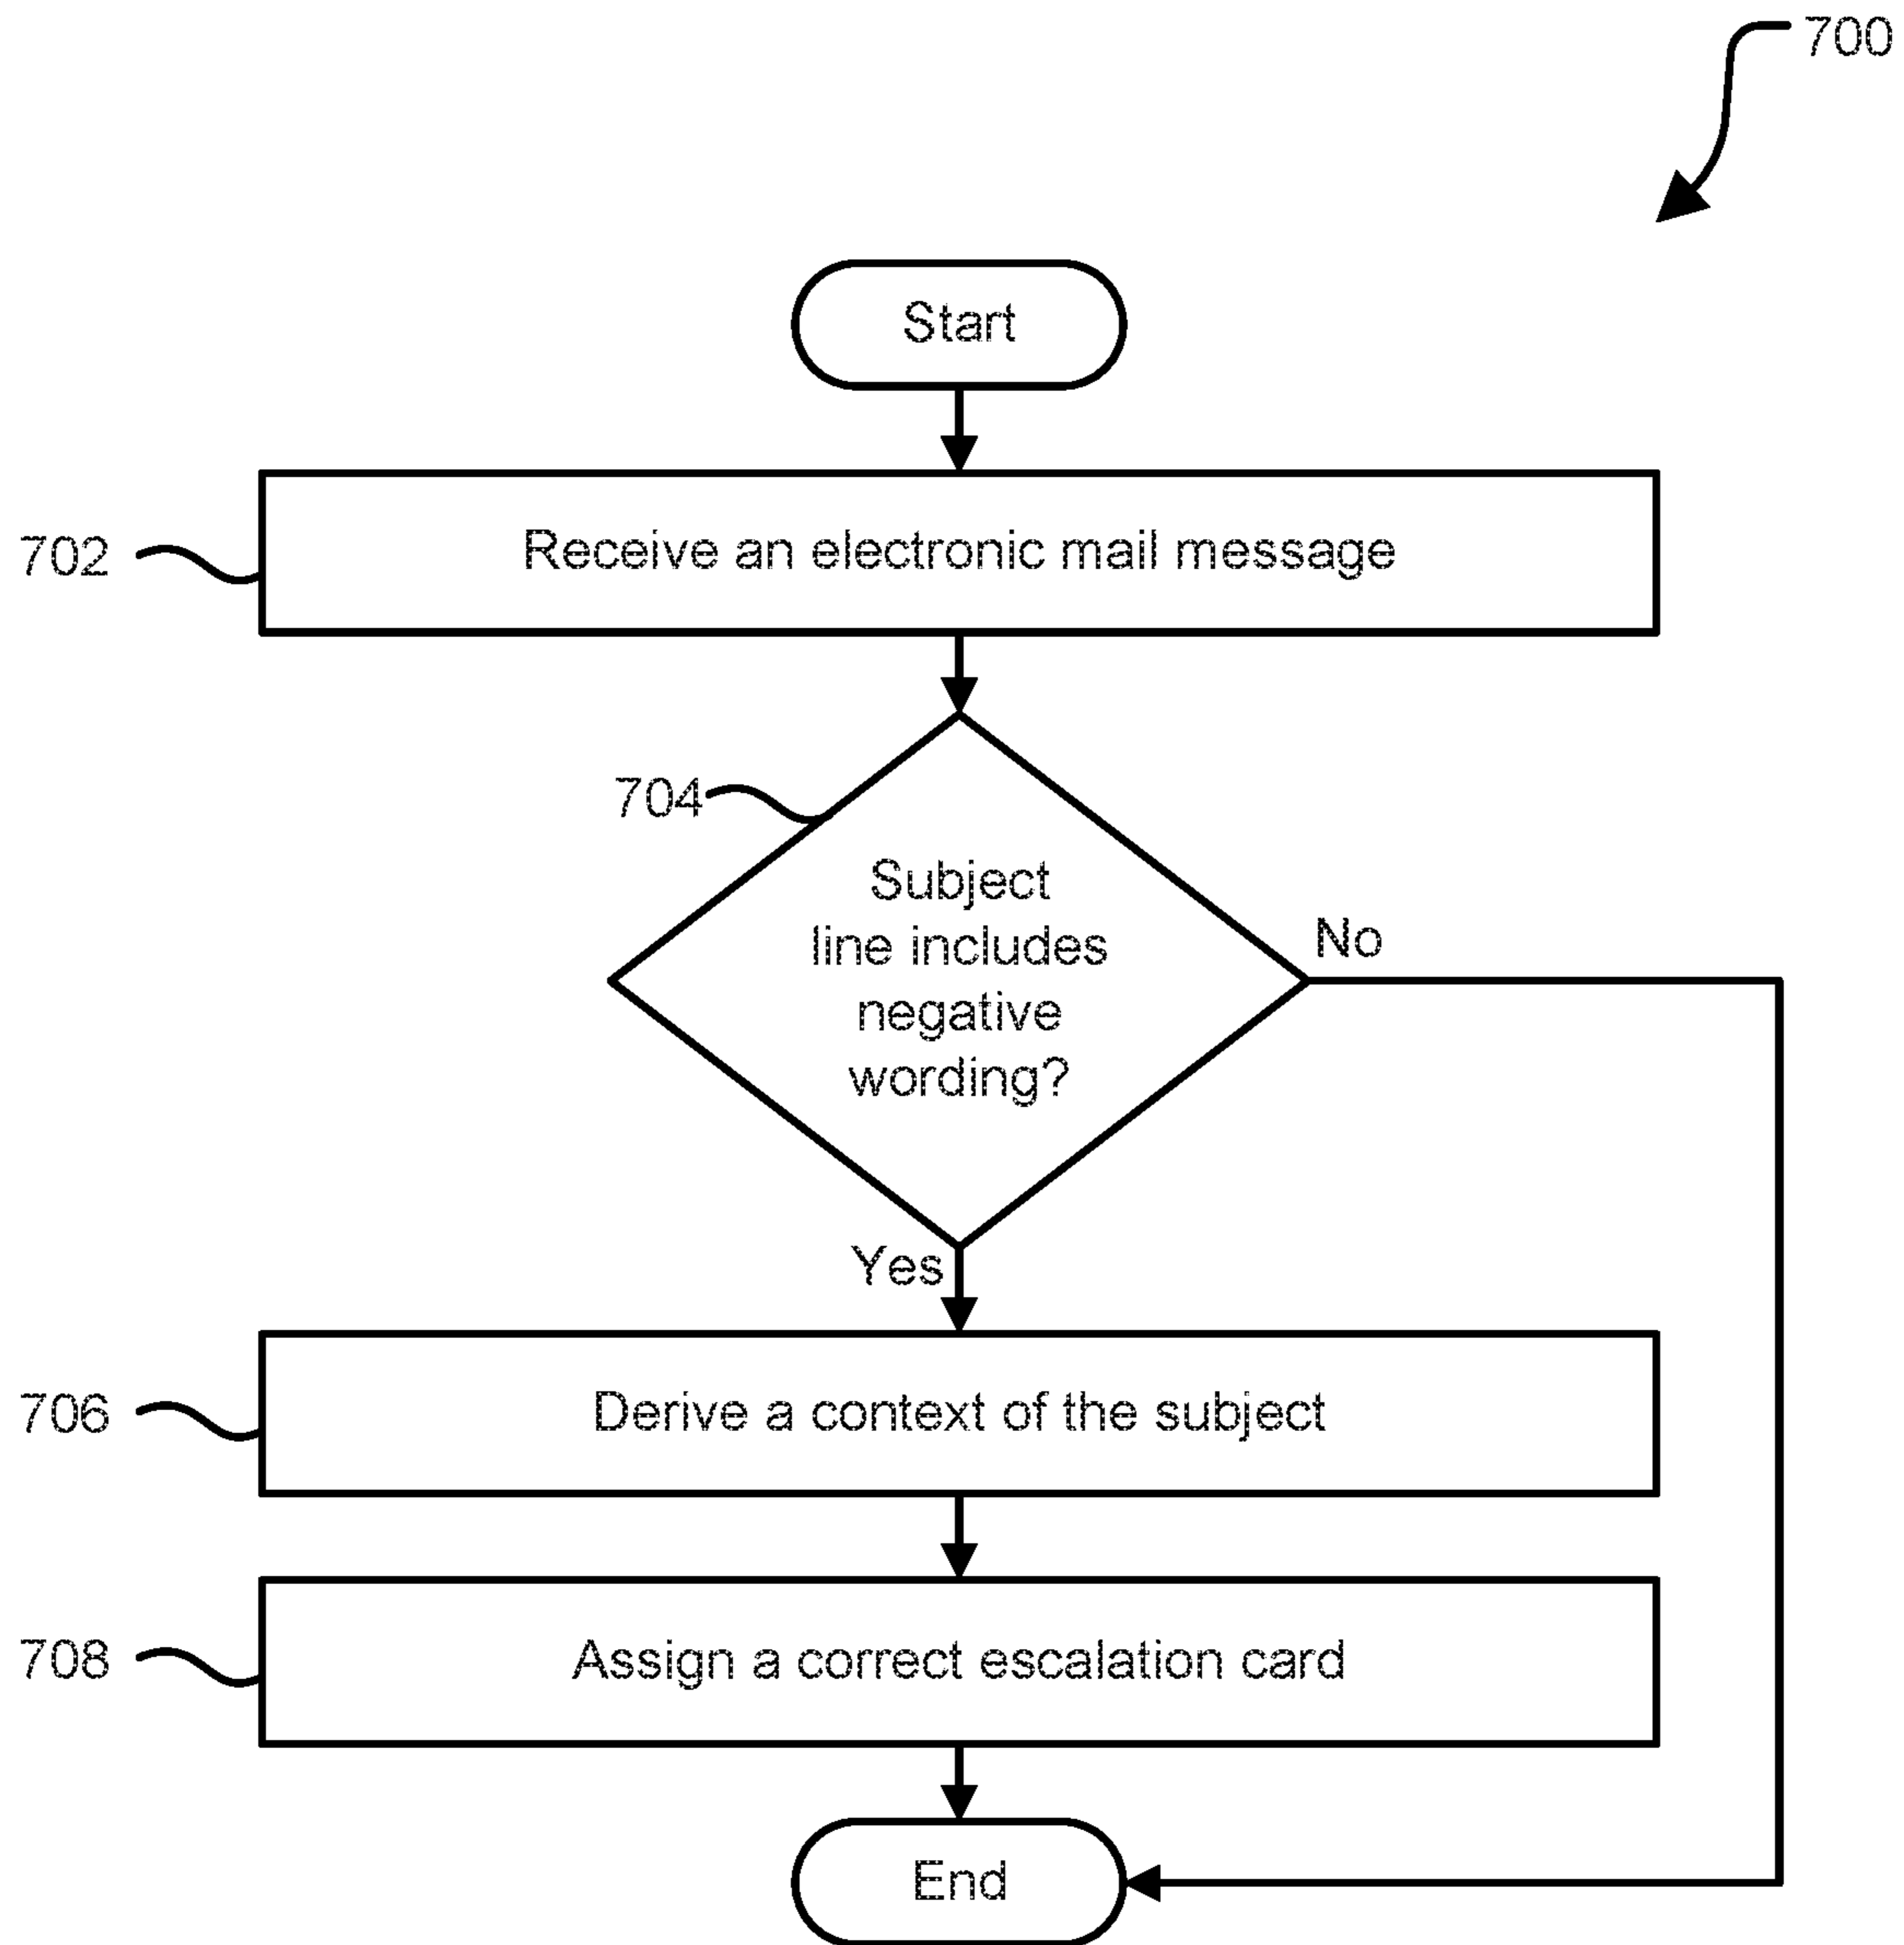 700
Start
702
Receive an electronic mail message
704
Subject
line includes
negative
wording?
No
Yes
706
Derive a context of the subject
708
Assign a correct escalation card
End